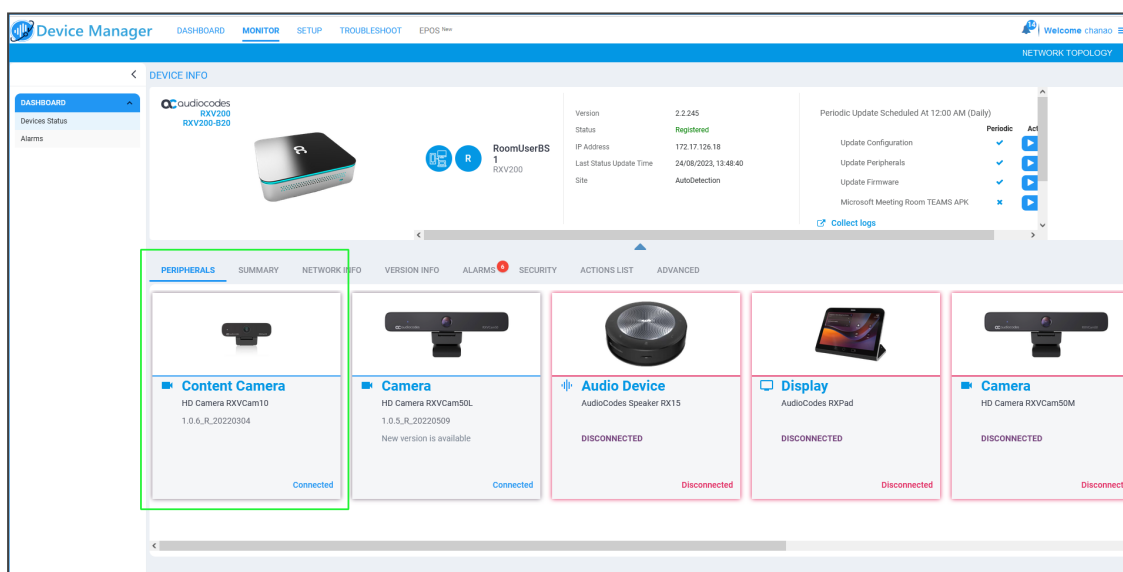 Device Manager
DASHBOARD MONITOR SETUP TROUBLESHOOT EPOS New
14
Welcome chanao
NETWORK TOPOLOGY
DEVICE INFO
DASHBOARD
Devices Status
Alarms
audiocodes
RXV200
RXV200-B20
R
RoomUserBS
1
RXV200
Version 2.2.245
Status Registered
IP Address 172.17.126.18
Last Status Update Time 24/08/2023, 13:48:40
Site AutoDetection
Periodic Update Scheduled At 12:00 AM (Daily)
Periodic Act
Update Configuration
Update Peripherals
Update Firmware
Microsoft Meeting Room TEAMS APK
Collect logs
PERIPHERALS SUMMARY NETWORK INFO VERSION INFO ALARMS 6 SECURITY ACTIONS LIST ADVANCED
Content Camera
HD Camera RXVCam10
1.0.6_R_20220304
Connected
Camera
HD Camera RXVCam50L
1.0.5_R_20220509
New version is available
Connected
Audio Device
AudioCodes Speaker RX15
DISCONNECTED
Disconnected
Display
AudioCodes RXPad
DISCONNECTED
Disconnected
Camera
HD Camera RXVCam50M
DISCONNECTED
Disconnect